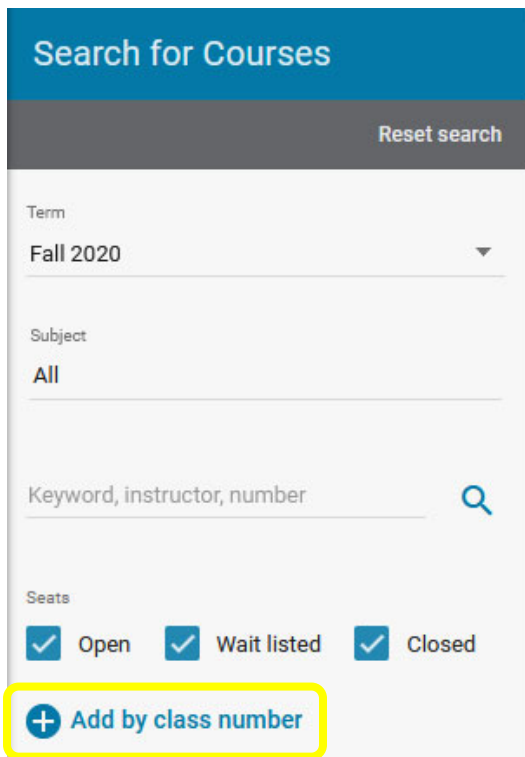 Search for Courses
Reset search
Term
Fall 2020
Subject
All
Keyword, instructor, number
Seats
Open Wait listed Closed
Add by class number